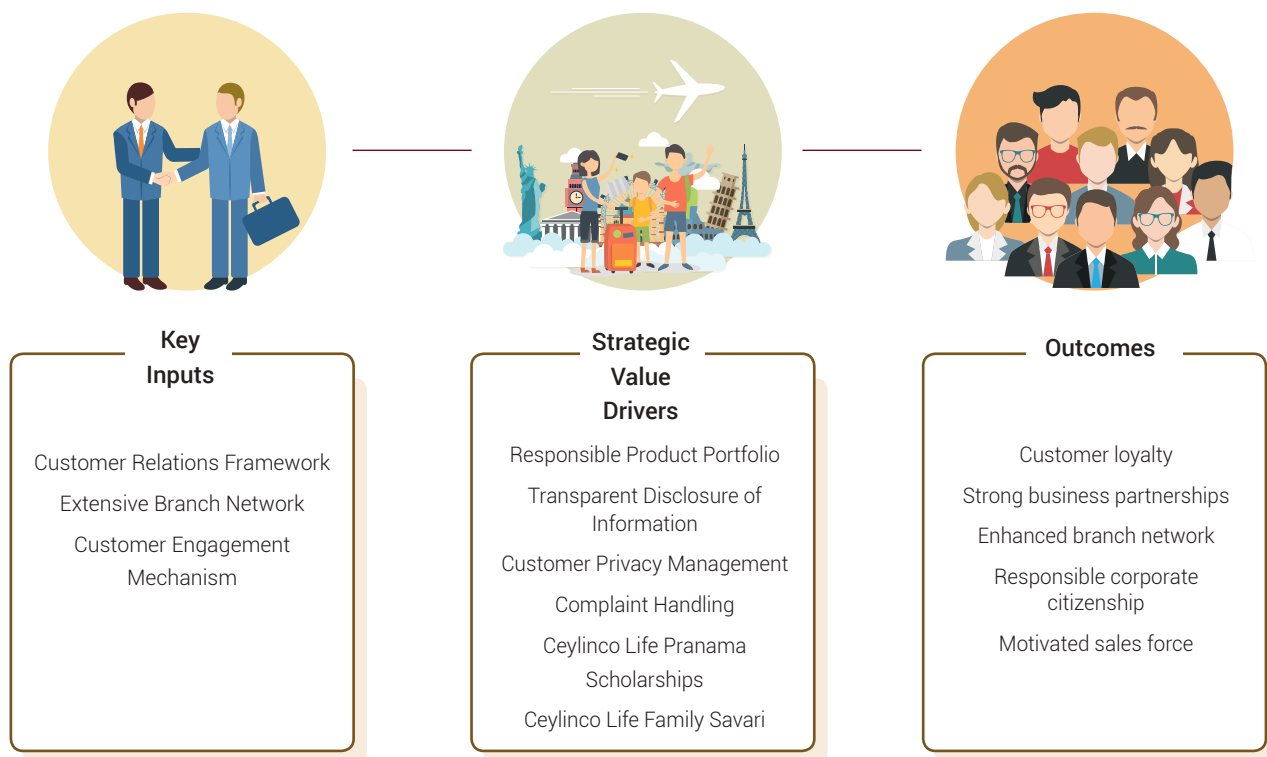 Key
Inputs
Customer Relations Framework
Extensive Branch Network
Customer Engagement
Mechanism
Strategic
Value
Drivers
Responsible Product Portfolio
Transparent Disclosure of
Information
Customer Privacy Management
Complaint Handling
Ceylinco Life Pranama
Scholarships
Ceylinco Life Family Savari
Outcomes
Customer loyalty
Strong business partnerships
Enhanced branch network
Responsible corporate
citizenship
Motivated sales force